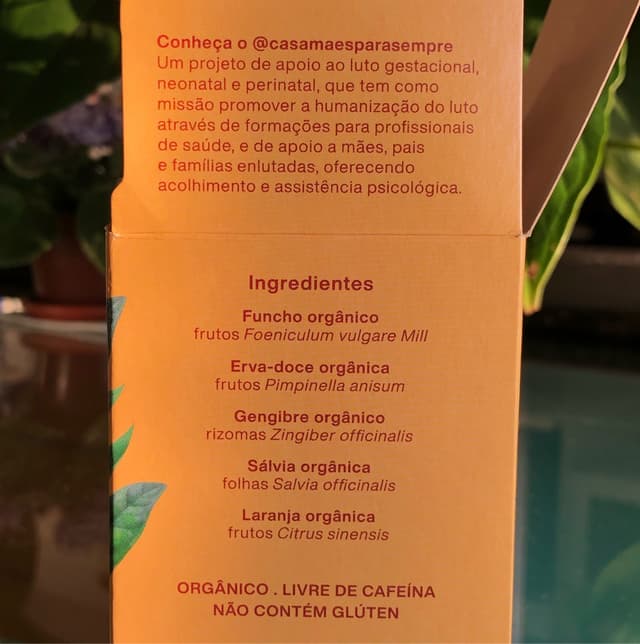 Conheça o @casamaesparasempre
Um projeto de apoio ao luto gestacional,
neonatal e perinatal, que tem como
missão promover a humanização do luto
através de formações para profissionais
de saúde, e de apoio a mães, pais
e famílias enlutadas, oferecendo
acolhimento e assistência psicológica.
Ingredientes
Funcho orgânico
frutos Foeniculum vulgare Mill
Erva-doce orgânica
frutos Pimpinella anisum
Gengibre orgânico
rizomas Zingiber officinalis
Sálvia orgânica
folhas Salvia officinalis
Laranja orgânica
frutos Citrus sinensis
ORGÂNICO . LIVRE DE CAFEÍNA
NÃO CONTÉM GLÚTEN